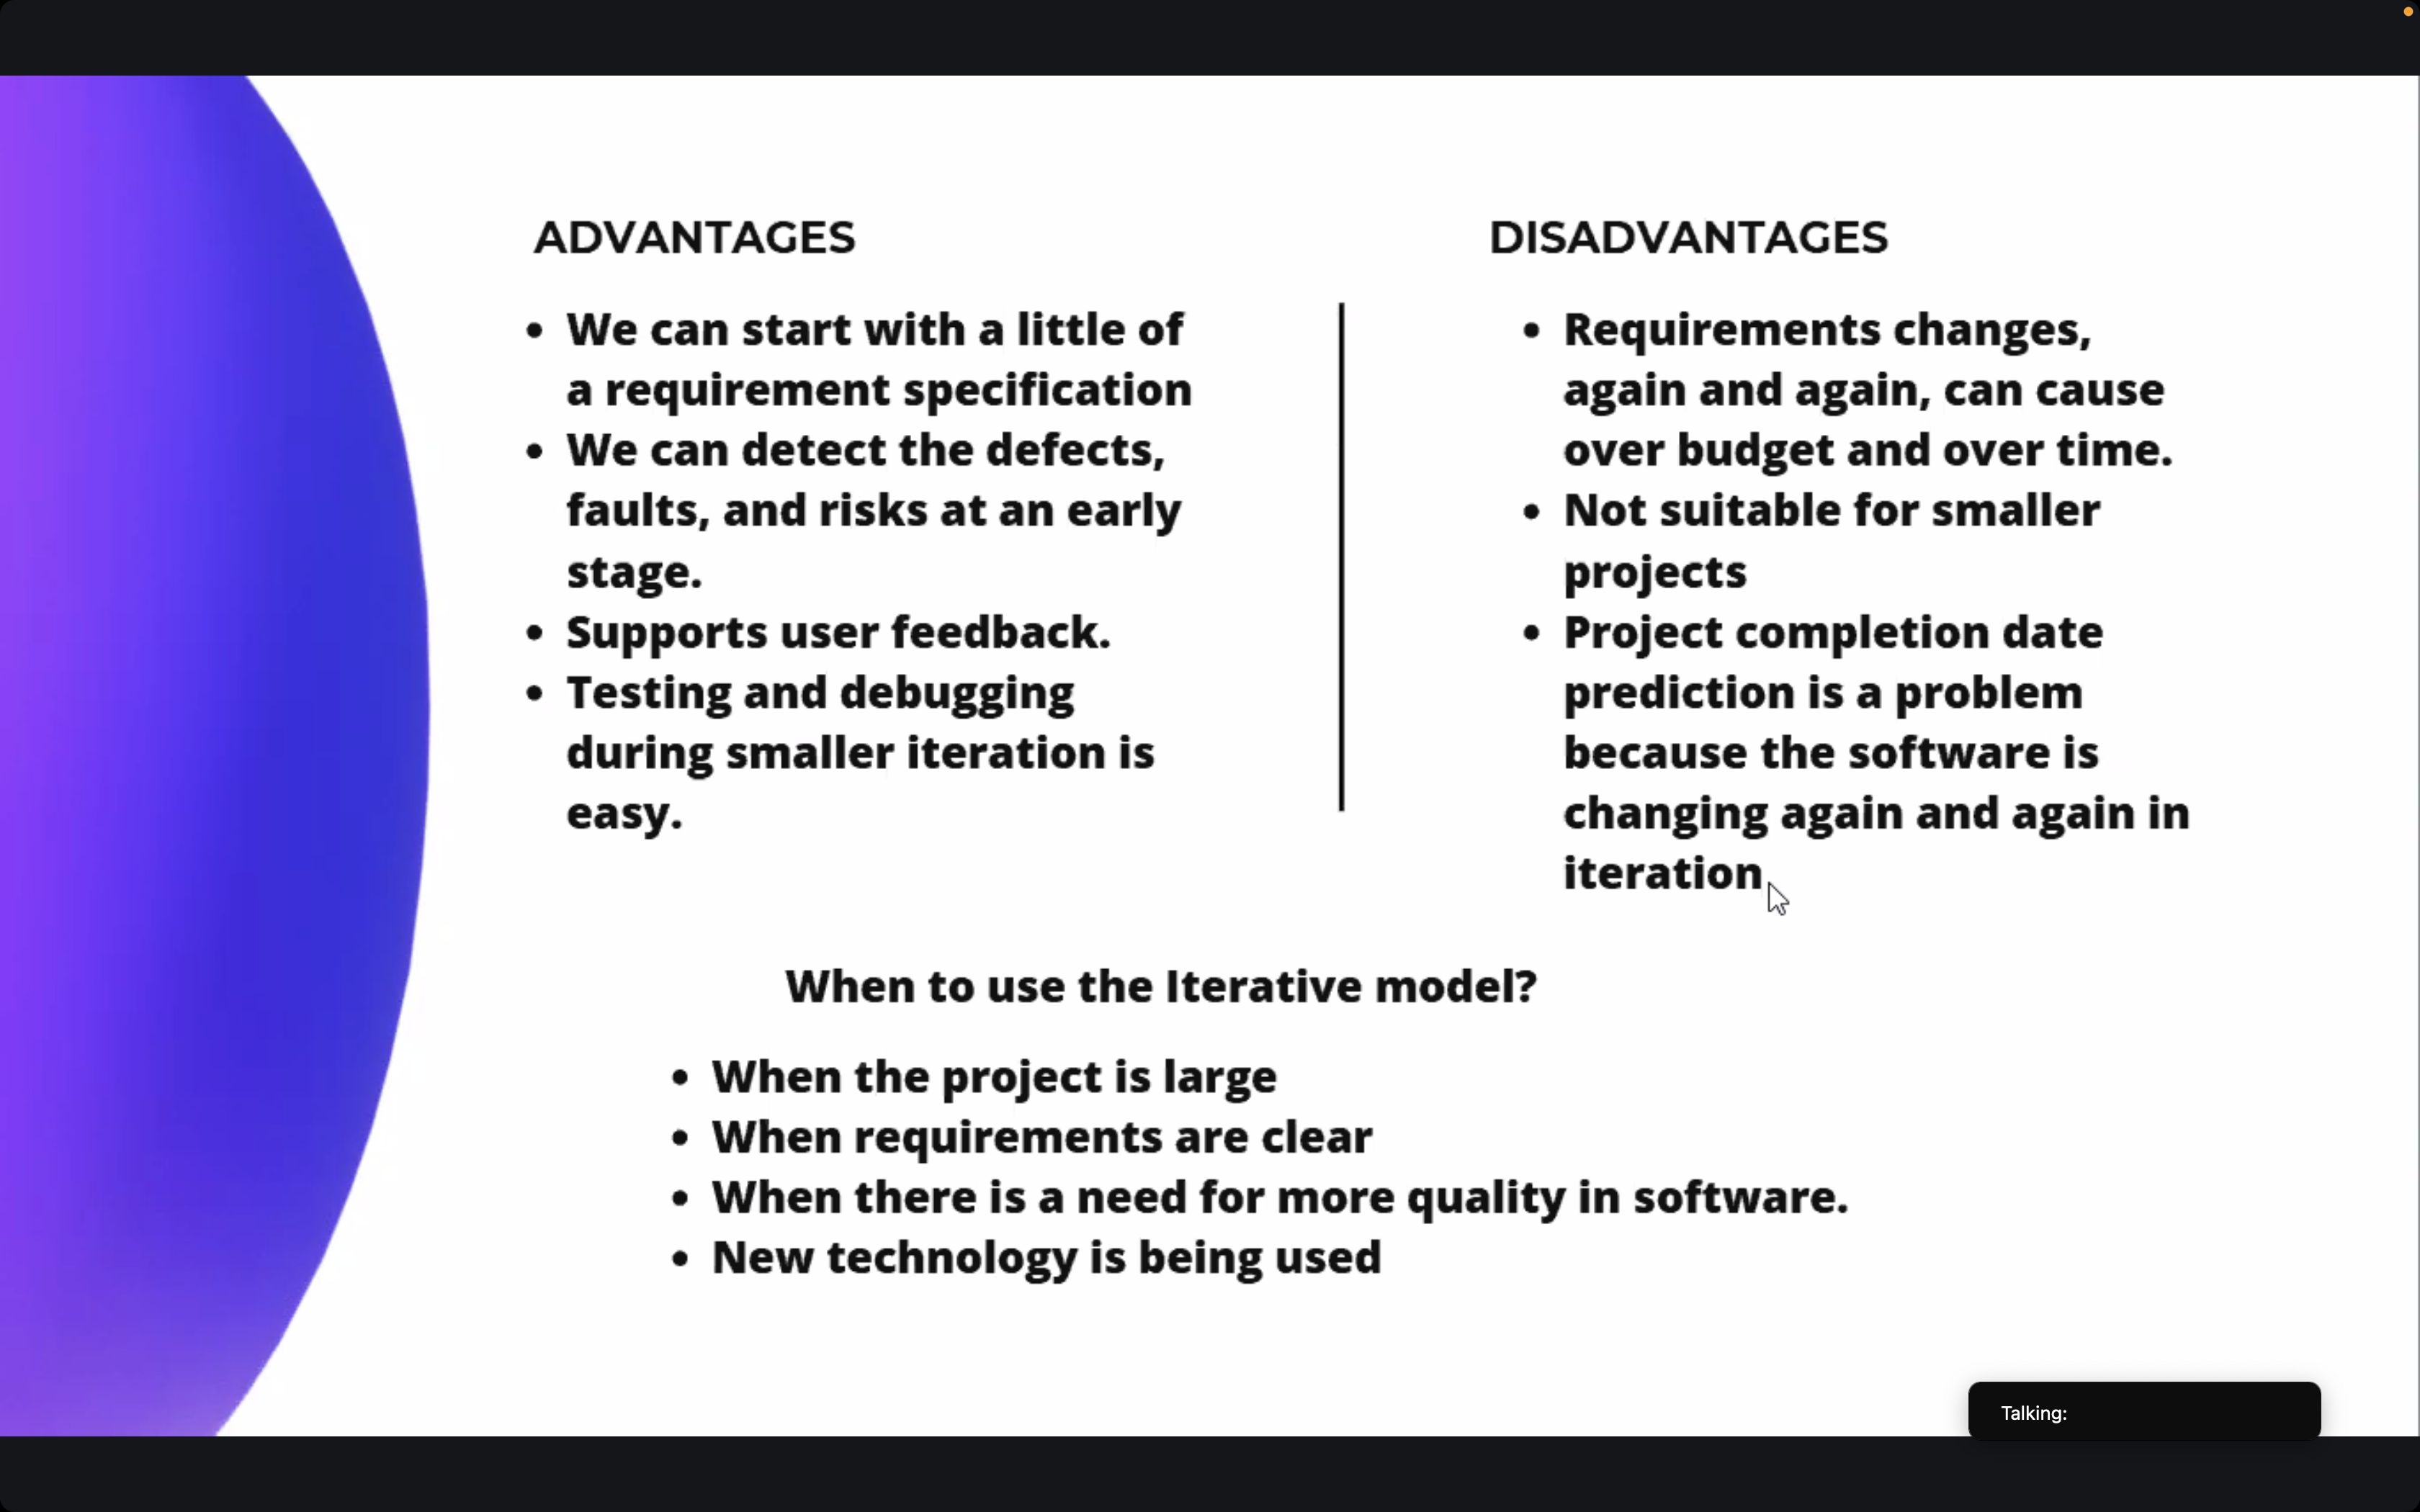 ADVANTAGES
• We can start with a little of
a requirement specification
• We can detect the defects,
faults, and risks at an early
stage.
• Supports user feedback.
• Testing and debugging
during smaller iteration is
easy.
DISADVANTAGES
• Requirements changes,
again and again, can cause
over budget and over time.
• Not suitable for smaller
projects
• Project completion date
prediction is a problem
because the software is
changing again and again in
iteration
When to use the Iterative model?
• When the project is large
• When requirements are clear
• When there is a need for more quality in software.
• New technology is being used
Talking: